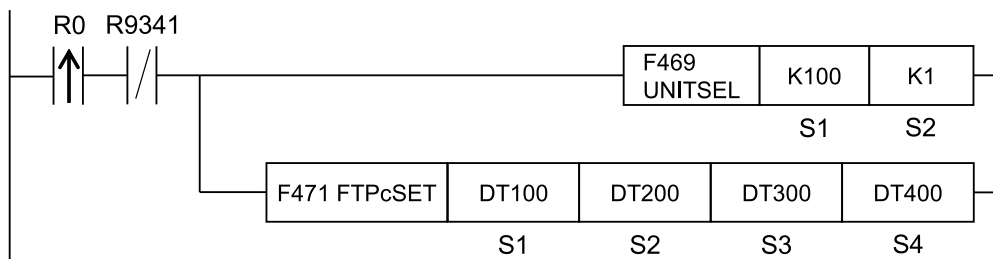 R0 R9341
F469 UNITSEL K100 K1
S1 S2
F471 FTPcSET DT100 DT200 DT300 DT400
S1 S2 S3 S4